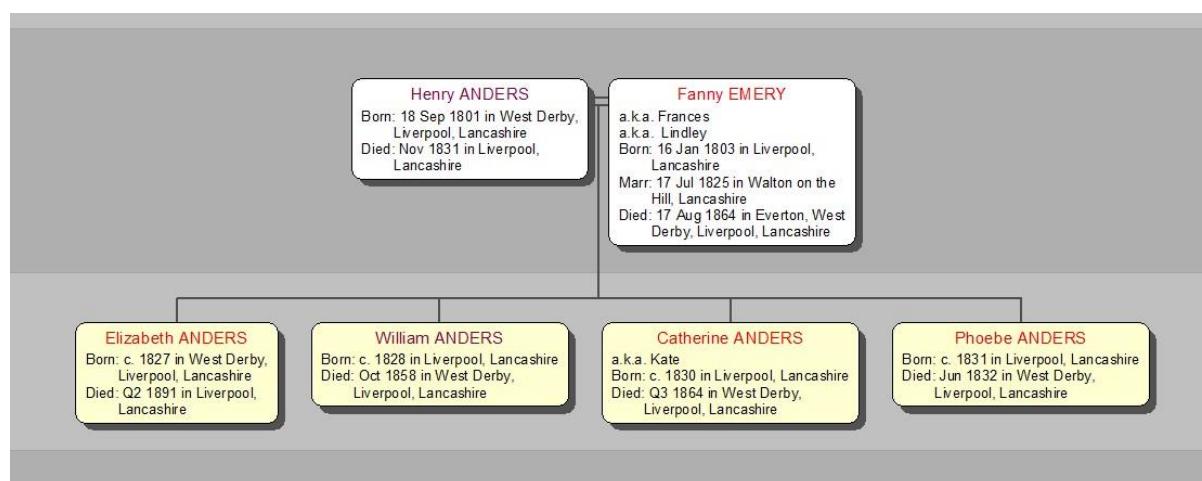 Henry ANDERS
Born: 18 Sep 1801 in West Derby,
Liverpool, Lancashire
Died: Nov 1831 in Liverpool,
Lancashire
Fanny EMERY
a.k.a. Frances
a.k.a. Lindley
Born: 16 Jan 1803 in Liverpool,
Lancashire
Marr: 17 Jul 1825 in Walton on the
Hill, Lancashire
Died: 17 Aug 1864 in Everton, West
Derby, Liverpool, Lancashire
Elizabeth ANDERS
Born: c. 1827 in West Derby,
Liverpool, Lancashire
Died: Q2 1891 in Liverpool,
Lancashire
William ANDERS
Born: c. 1828 in Liverpool, Lancashire
Died: Oct 1858 in West Derby,
Liverpool, Lancashire
Catherine ANDERS
a.k.a. Kate
Born: c. 1830 in Liverpool, Lancashire
Died: Q3 1864 in West Derby,
Liverpool, Lancashire
Phoebe ANDERS
Born: c. 1831 in Liverpool, Lancashire
Died: Jun 1832 in West Derby,
Liverpool, Lancashire